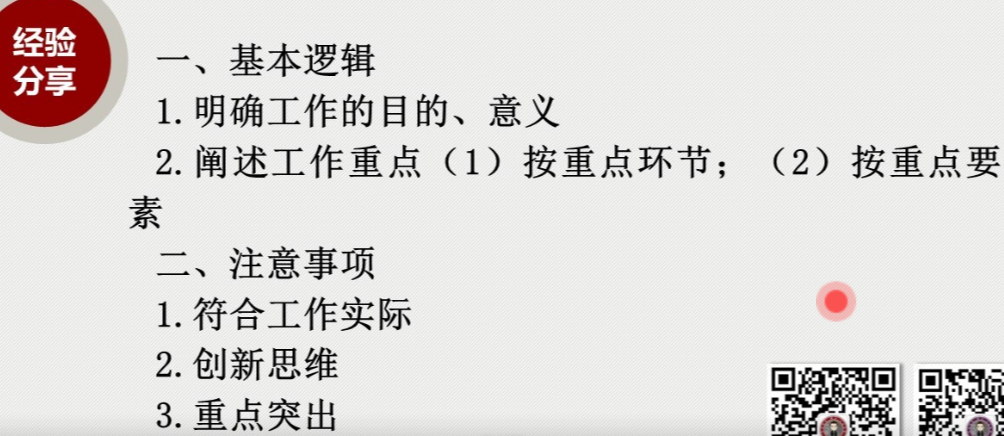 经验
分享
一、基本逻辑
1.明确工作的目的、意义
2.阐述工作重点（1）按重点环节；（2）按重点要
素
二、注意事项
1.符合工作实际
2.创新思维
3.重点突出